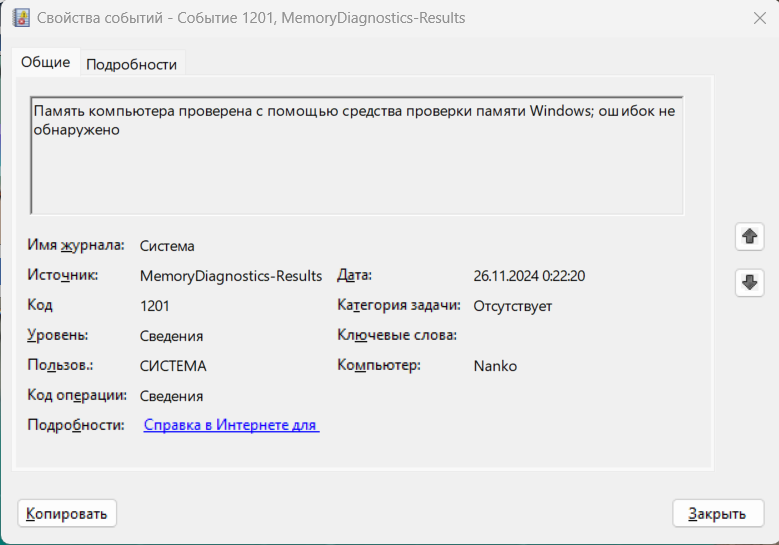 Свойства событий - Событие 1201, MemoryDiagnostics-Results
Общие
Подробности
Память компьютера проверена с помощью средства проверки памяти Windows; ошибок не
обнаружено
Имя журнала: Система
Источник: MemoryDiagnostics-Results Дата: 26.11.2024 0:22:20
Код 1201 Категория задачи: Отсутствует
Уровень: Сведения Ключевые слова:
Пользов.: СИСТЕМА Компьютер: Nanko
Код операции: Сведения
Подробности: Справка в Интернете для
Копировать Закрыть